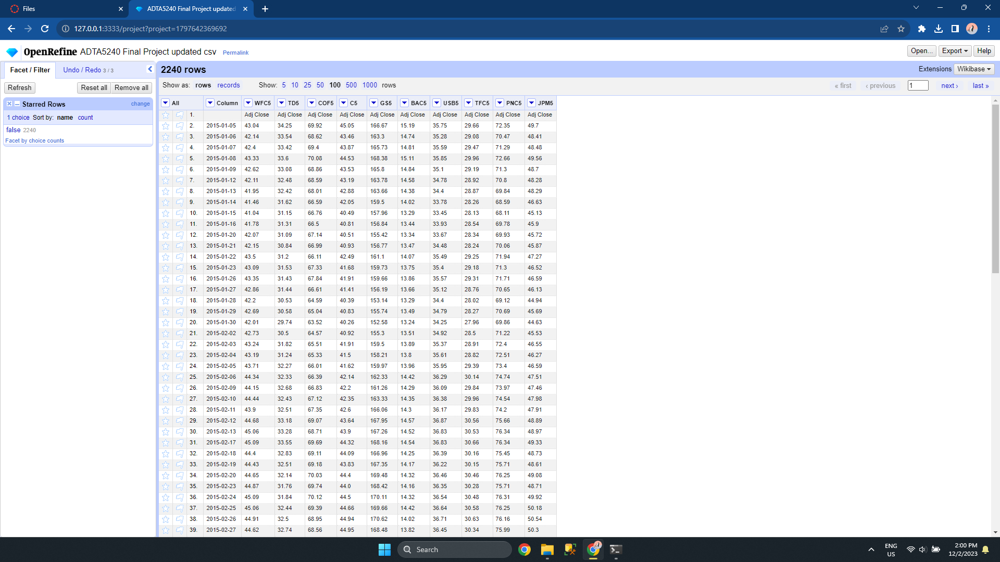 Files
ADTA5240 Final Project updated
127.0.0.1:3333/project?project=1797642369692
OpenRefine ADTA5240 Final Project updated csv Permalink
Open... Export Help
Facet / Filter Undo / Redo 3 / 3
2240 rows
Extensions Wikibase
Refresh Reset all Remove all
Show as: rows records Show: 5 10 25 50 100 500 1000 rows
« first ‹ previous 1 next › last »
Starred Rows change
1 choice Sort by: name count
false 2240
Facet by choice counts
All Column WFC5 TD5 COF5 C5 GS5 BAC5 USB5 TFC5 PNC5 JPM5
1. Adj Close Adj Close Adj Close Adj Close Adj Close Adj Close Adj Close Adj Close Adj Close Adj Close
2. 2015-01-05 43.04 34.25 69.92 45.05 166.67 15.19 35.75 29.66 72.35 49.7
3. 2015-01-06 42.14 33.54 68.62 43.46 163.3 14.74 35.28 29.08 70.47 48.41
4. 2015-01-07 42.4 33.42 69.4 43.87 165.73 14.81 35.59 29.47 71.29 48.48
5. 2015-01-08 43.33 33.6 70.08 44.53 168.38 15.11 35.85 29.96 72.66 49.56
6. 2015-01-09 42.62 33.08 68.86 43.53 165.8 14.84 35.1 29.19 71.3 48.7
7. 2015-01-12 42.11 32.48 68.59 43.19 163.78 14.58 34.78 28.92 70.8 48.28
8. 2015-01-13 41.95 32.42 68.01 42.88 163.66 14.38 34.4 28.87 69.84 48.29
9. 2015-01-14 41.46 31.62 66.59 42.05 159.5 14.02 33.78 28.26 68.59 46.63
10. 2015-01-15 41.04 31.15 66.76 40.49 157.96 13.29 33.45 28.13 68.11 45.13
11. 2015-01-16 41.78 31.31 66.5 40.81 156.84 13.44 33.93 28.54 69.78 45.9
12. 2015-01-20 42.07 31.09 67.14 40.51 155.42 13.34 33.67 28.34 69.93 45.72
13. 2015-01-21 42.15 30.84 66.99 40.93 156.77 13.47 34.48 28.24 70.06 45.87
14. 2015-01-22 43.5 31.2 66.11 42.49 161.1 14.07 35.49 29.25 71.94 47.27
15. 2015-01-23 43.09 31.53 67.33 41.68 159.73 13.75 35.4 29.18 71.3 46.52
16. 2015-01-26 43.35 31.43 67.84 41.91 159.66 13.86 35.57 29.31 71.71 46.59
17. 2015-01-27 42.86 31.44 66.61 41.41 156.19 13.66 35.12 28.76 70.65 46.13
18. 2015-01-28 42.2 30.53 64.59 40.39 153.14 13.29 34.4 28.02 69.12 44.94
19. 2015-01-29 42.69 30.58 65.04 40.83 155.74 13.49 34.79 28.27 70.69 45.69
20. 2015-01-30 42.01 29.74 63.52 40.26 152.58 13.24 34.25 27.96 69.86 44.63
21. 2015-02-02 42.73 30.5 64.57 40.92 155.3 13.51 34.92 28.5 71.22 45.53
22. 2015-02-03 43.24 31.82 65.51 41.91 159.5 13.89 35.37 28.91 72.4 46.55
23. 2015-02-04 43.19 31.24 65.33 41.5 158.21 13.8 35.61 28.82 72.51 46.27
24. 2015-02-05 43.71 32.27 66.01 41.62 159.97 13.96 35.95 29.39 73.4 46.59
25. 2015-02-06 44.34 32.33 66.39 42.14 162.33 14.42 36.29 30.14 74.74 47.51
26. 2015-02-09 44.15 32.68 66.83 42.2 161.26 14.29 36.09 29.84 73.97 47.46
27. 2015-02-10 44.44 32.43 67.12 42.35 163.33 14.35 36.38 29.96 74.54 47.98
28. 2015-02-11 43.9 32.51 67.35 42.6 166.06 14.3 36.17 29.83 74.2 47.91
29. 2015-02-12 44.68 33.18 69.07 43.64 167.95 14.57 36.87 30.56 75.66 48.89
30. 2015-02-13 45.06 33.28 68.71 43.9 167.26 14.52 36.83 30.53 76.34 48.97
31. 2015-02-17 45.09 33.55 69.69 44.32 168.16 14.54 36.83 30.66 76.34 49.33
32. 2015-02-18 44.4 32.83 69.11 44.09 166.96 14.25 36.39 30.16 75.45 48.73
33. 2015-02-19 44.43 32.51 69.18 43.83 167.35 14.17 36.22 30.15 75.71 48.61
34. 2015-02-20 44.65 32.14 70.03 44.4 169.48 14.32 36.46 30.46 76.25 49.08
35. 2015-02-23 44.87 31.76 69.74 44.0 168.42 14.16 36.35 30.28 75.71 48.71
36. 2015-02-24 45.09 31.84 70.12 44.5 170.11 14.32 36.54 30.48 76.31 49.92
37. 2015-02-25 45.06 32.44 69.39 44.66 169.66 14.42 36.64 30.58 76.25 50.18
38. 2015-02-26 44.91 32.5 68.95 44.94 170.62 14.02 36.71 30.63 76.16 50.54
39. 2015-02-27 44.62 32.74 68.56 44.95 168.48 13.82 36.45 30.34 75.99 50.3
Search
ENG
US
2:00 PM
12/2/2023